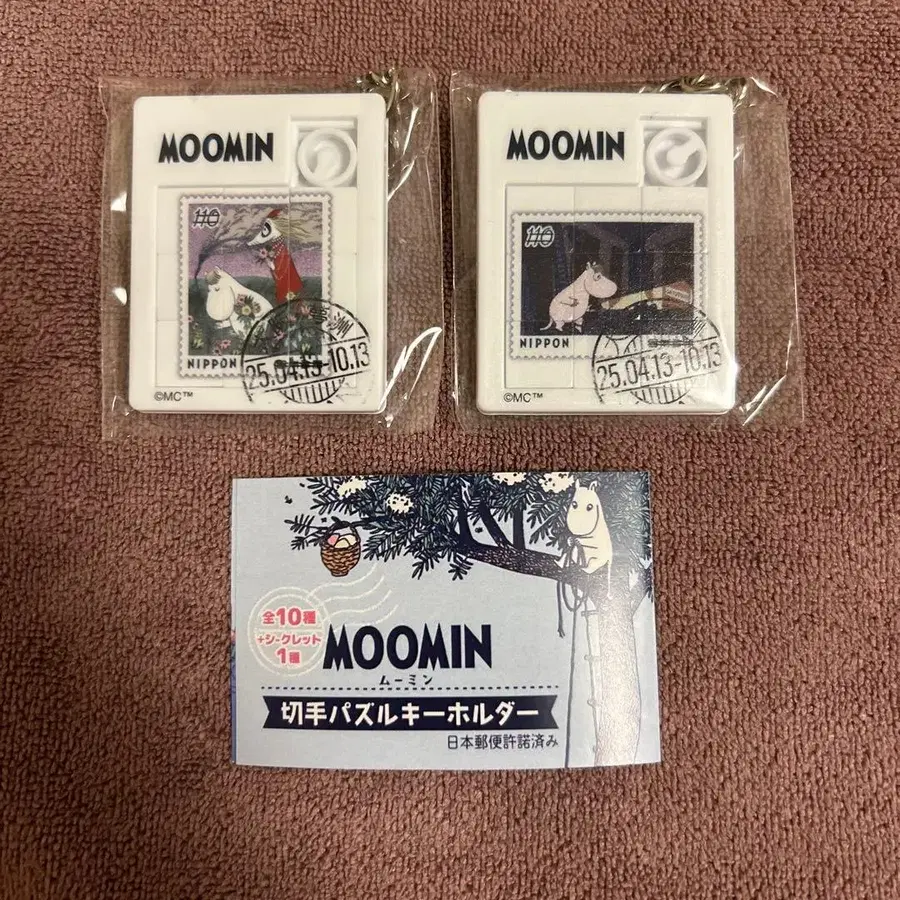 MOOMIN
110
NIPPON
25.04.13-10.13
©MC™
MOOMIN
110
NIPPON
25.04.13-10.13
©MC™
全10種
+シークレット
1種
MOOMIN
ムーミン
切手パズルキーホルダー
日本郵便許諾済み